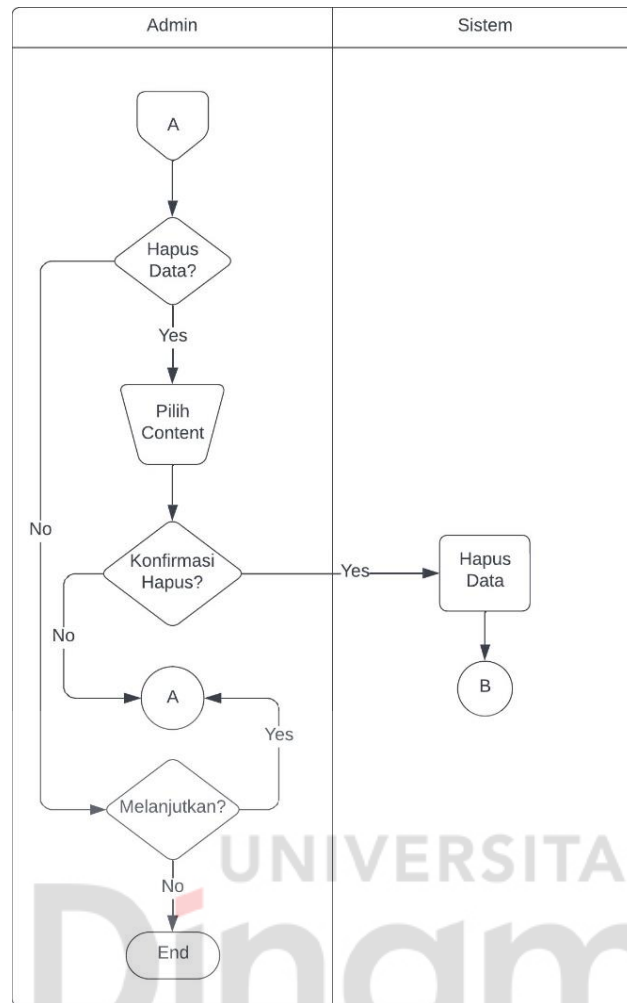 Admin
Sistem
A
Hapus
Data?
Yes
Pilih
Content
No
Konfirmasi
Hapus?
Yes
Hapus
Data
No
A
B
Yes
Melanjutkan?
UNIVERSITA
No
Dinam
End